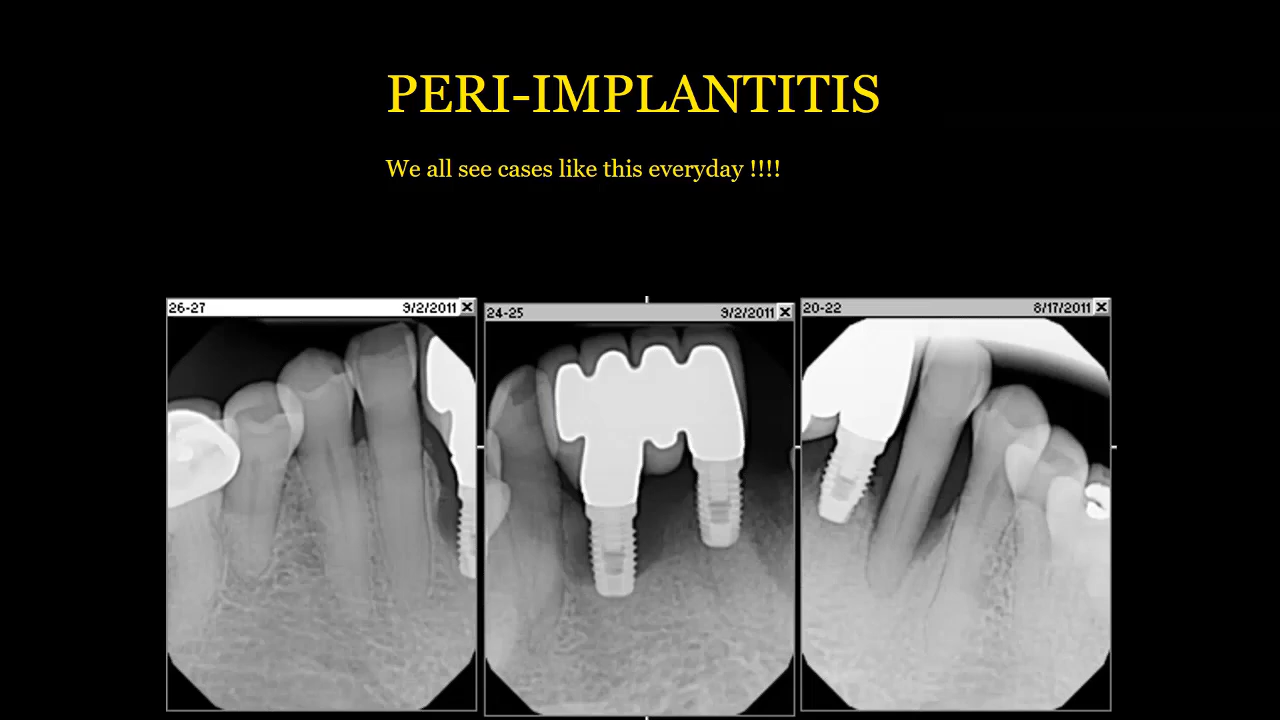 PERI-IMPLANTITIS
We all see cases like this everyday !!!!
26-27 9/2/2011
24-25 9/2/2011
20-22 8/17/2011